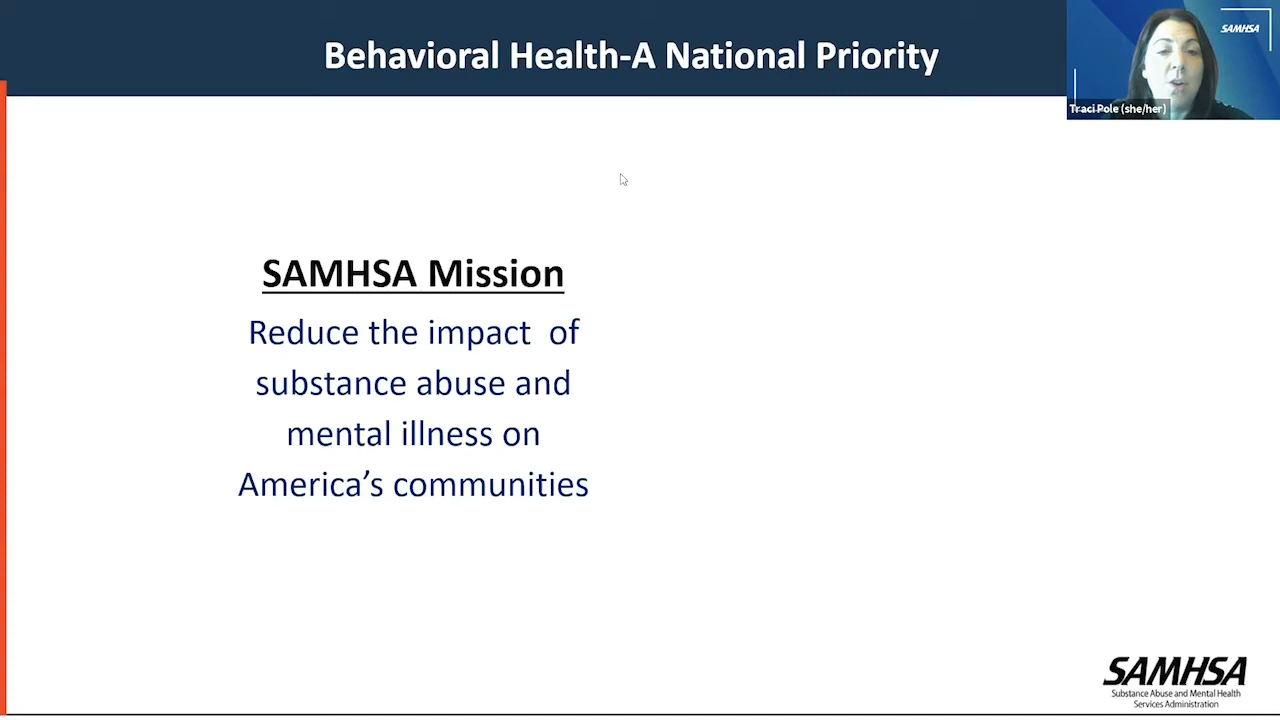 Behavioral Health-A National Priority
SAMHSA
Traci Pole (she/her)
SAMHSA Mission
Reduce the impact  of
substance abuse and
mental illness on
America's communities
SAMHSA
Substance Abuse and Mental Health
Services Administration